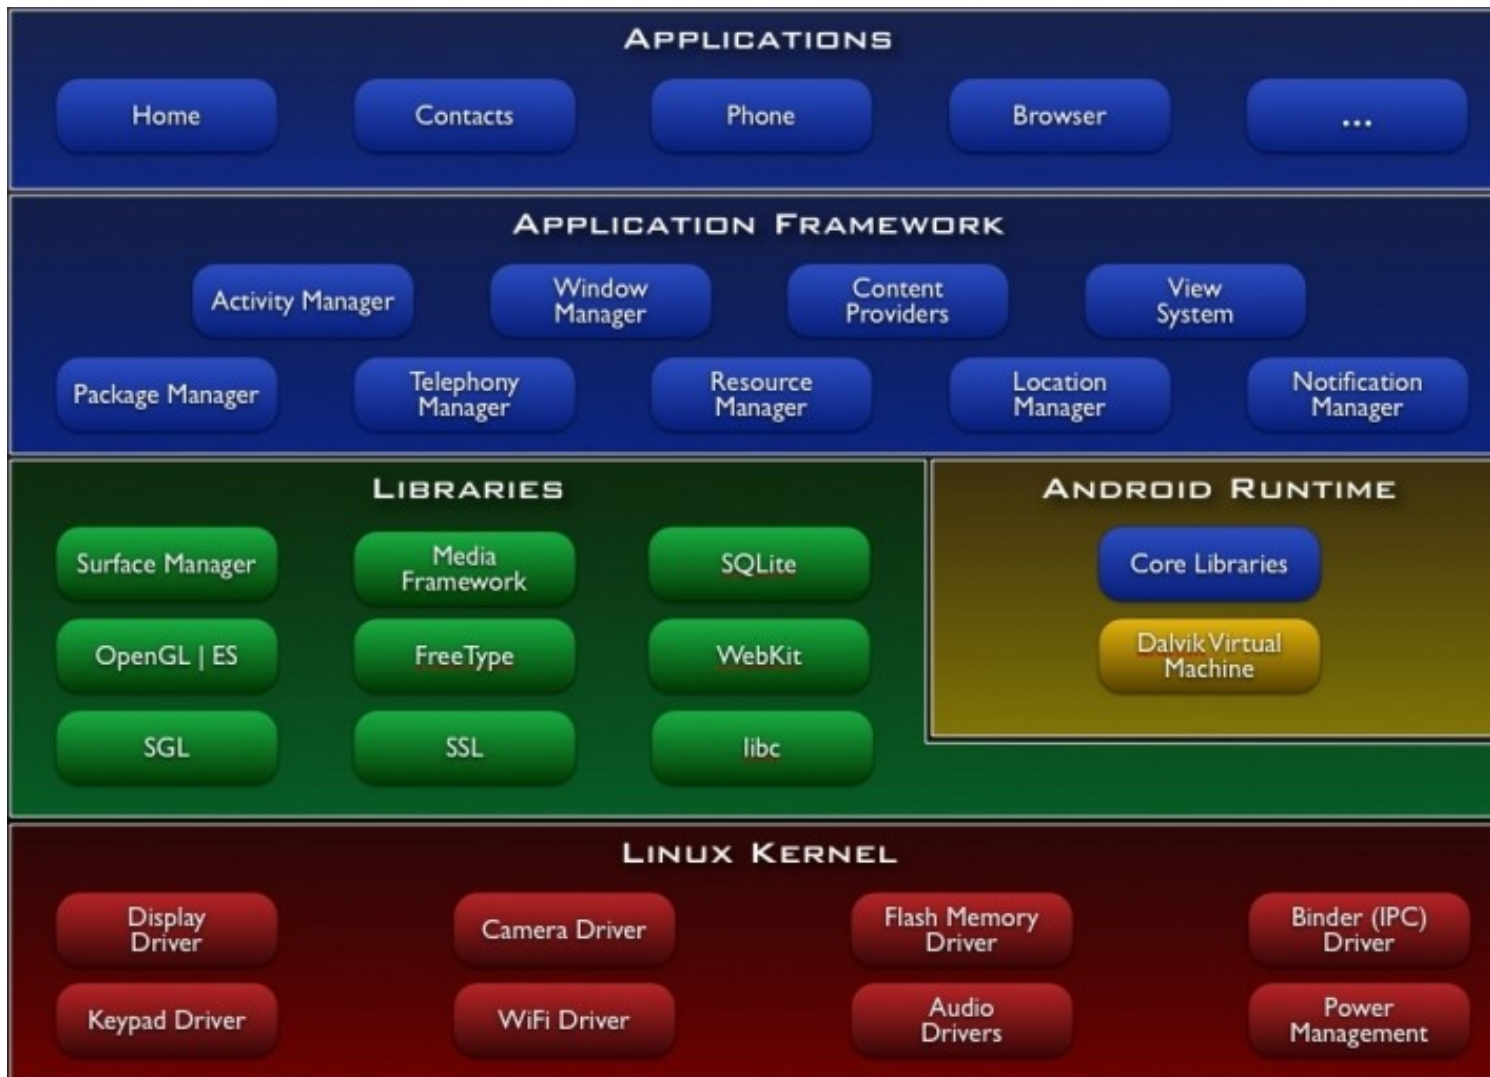 APPLICATIONS
Home
Contacts
Phone
Browser
...
APPLICATION FRAMEWORK
Activity Manager
Window
Manager
Content
Providers
View
System
Package Manager
Telephony
Manager
Resource
Manager
Location
Manager
Notification
Manager
LIBRARIES
Surface Manager
Media
Framework
SQLite
OpenGL | ES
FreeType
WebKit
SGL
SSL
libc
ANDROID RUNTIME
Core Libraries
Dalvik Virtual
Machine
LINUX KERNEL
Display
Driver
Camera Driver
Flash Memory
Driver
Binder (IPC)
Driver
Keypad Driver
WiFi Driver
Audio
Drivers
Power
Management